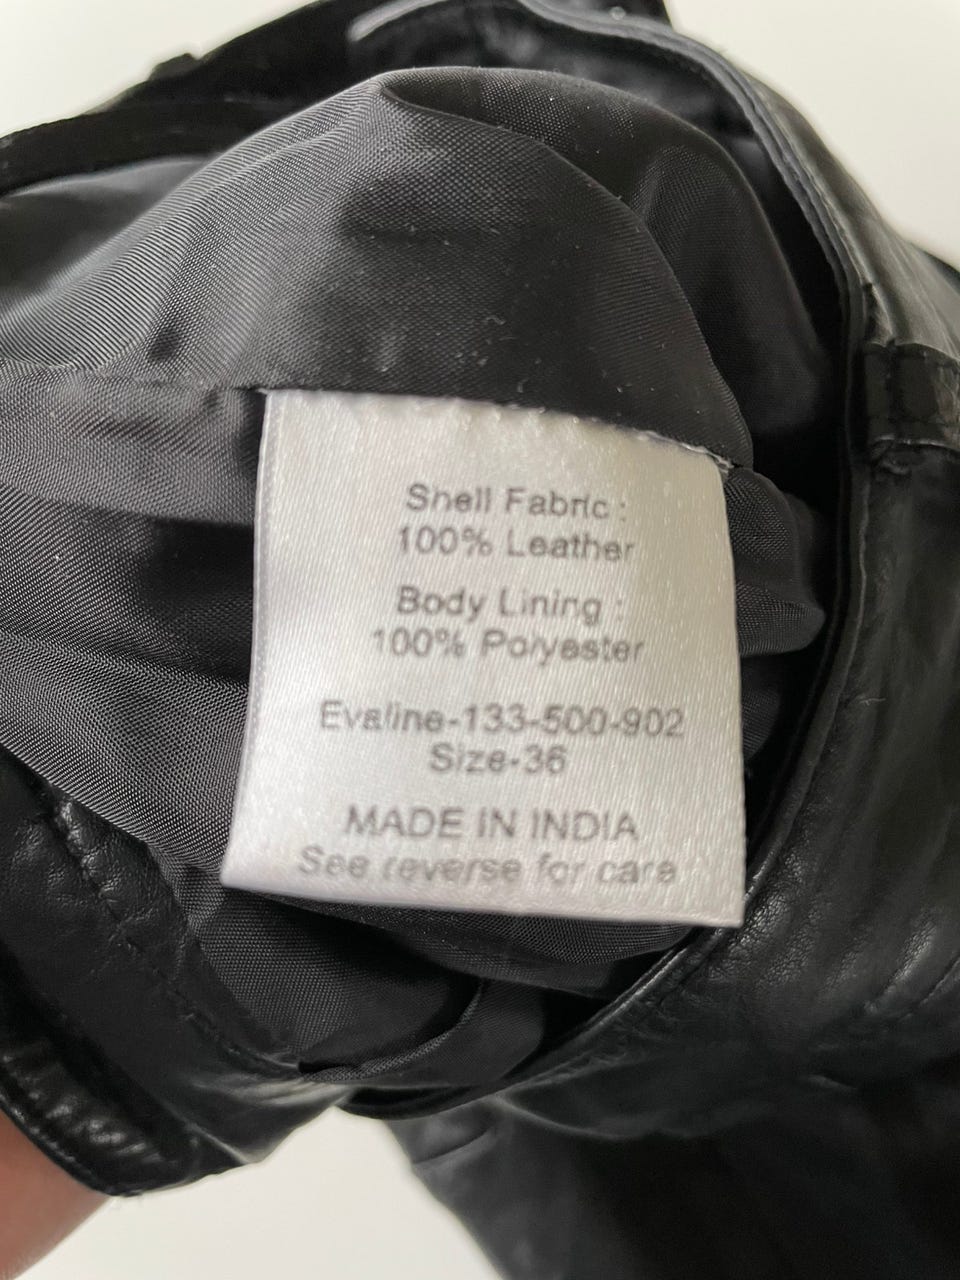 Shell Fabric :
100% Leather
Body Lining :
100% Polyester
Evaline-133-500-902
Size-36
MADE IN INDIA
See reverse for care